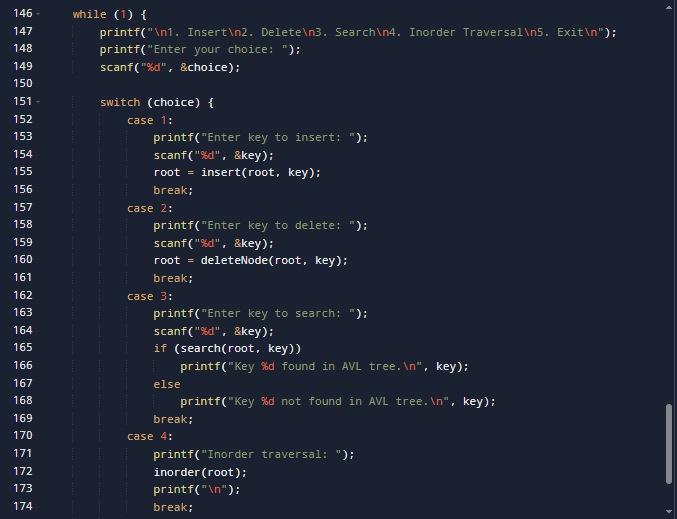 146 while (1) {
147 printf("\n1. Insert\n2. Delete\n3. Search\n4. Inorder Traversal\n5. Exit\n");
148 printf("Enter your choice: ");
149 scanf("%d", &choice);
150
151 switch (choice) {
152 case 1:
153 printf("Enter key to insert: ");
154 scanf("%d", &key);
155 root = insert(root, key);
156 break;
157 case 2:
158 printf("Enter key to delete: ");
159 scanf("%d", &key);
160 root = deleteNode(root, key);
161 break;
162 case 3:
163 printf("Enter key to search: ");
164 scanf("%d", &key);
165 if (search(root, key))
166 printf("Key %d found in AVL tree.\n", key);
167 else
168 printf("Key %d not found in AVL tree.\n", key);
169 break;
170 case 4:
171 printf("Inorder traversal: ");
172 inorder(root);
173 printf("\n");
174 break;